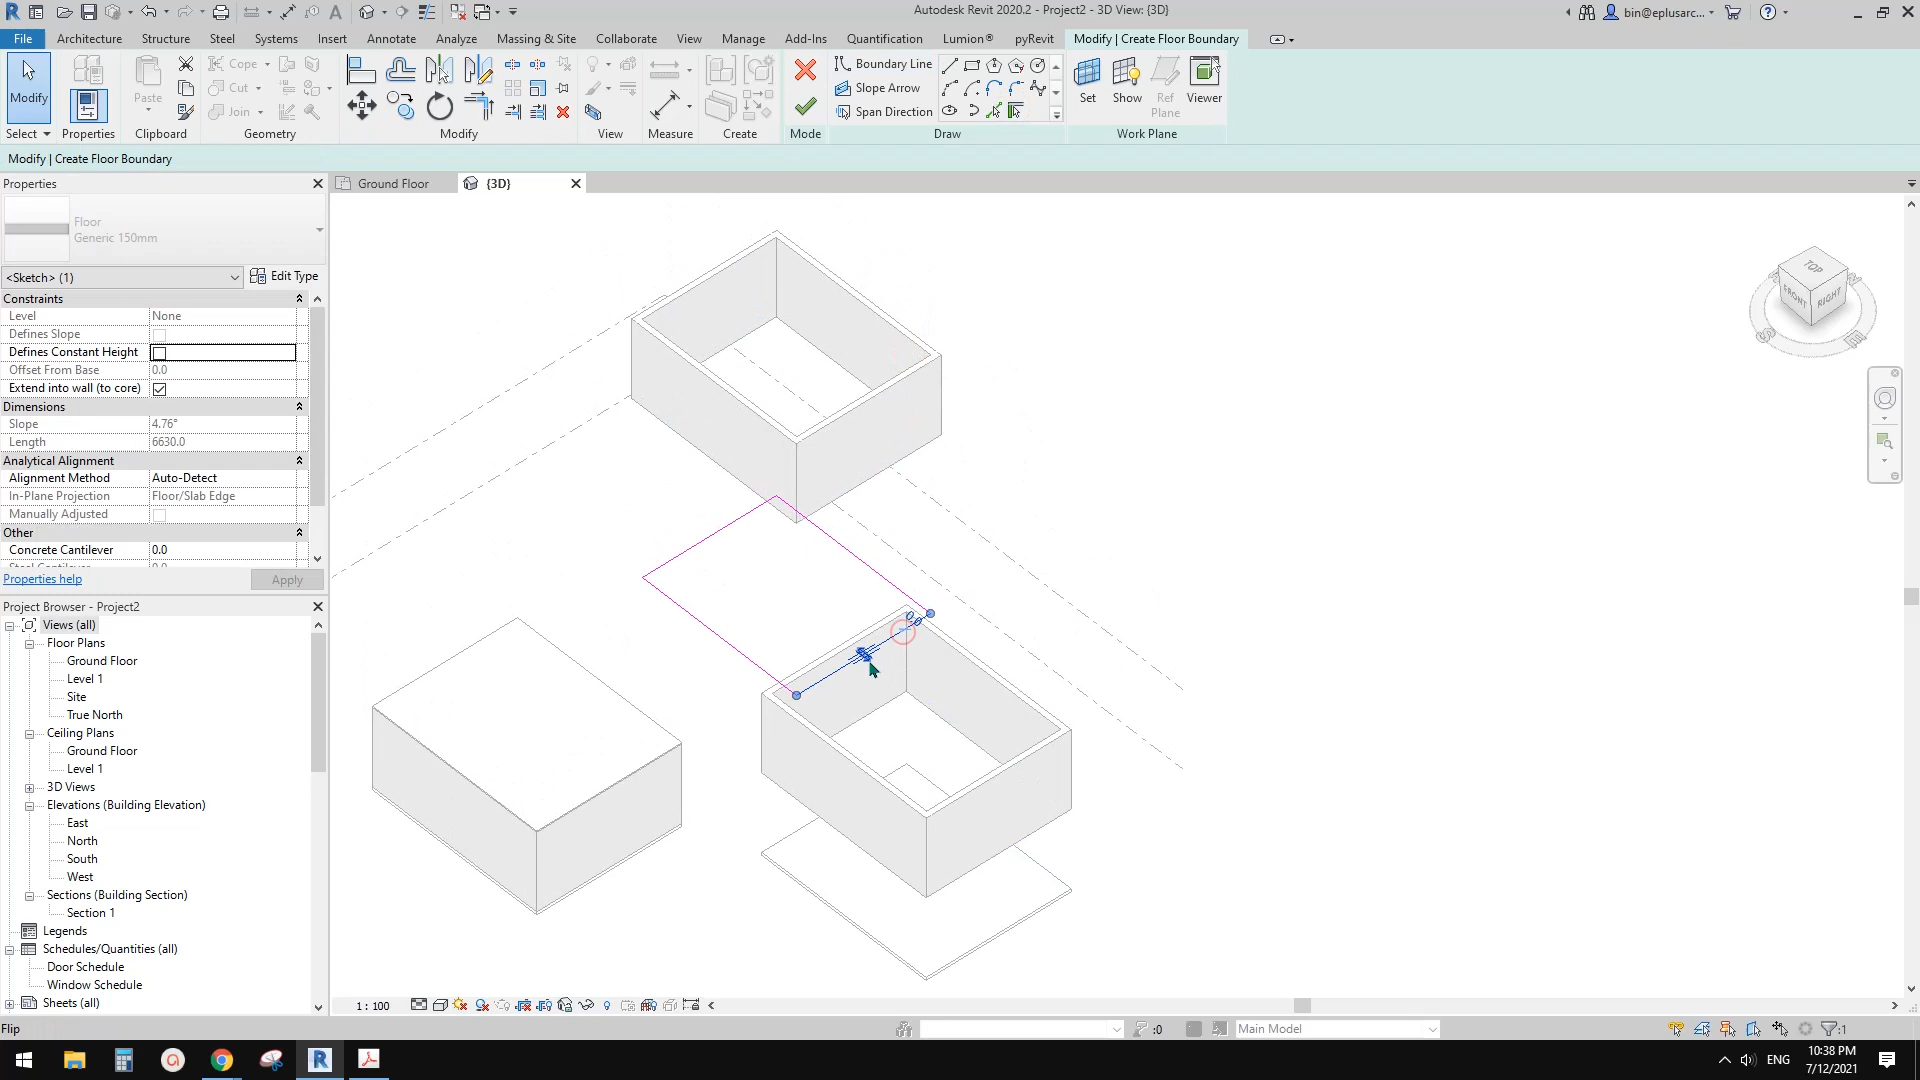 Autodesk Revit 2020.2 - Project2 - 3D View: {3D}
bin@eplusarc...
File
Architecture
Structure
Steel
Systems
Insert
Annotate
Analyze
Massing & Site
Collaborate
View
Manage
Add-Ins
Quantification
Lumion®
pyRevit
Modify | Create Floor Boundary
Modify
Paste
Cope
Cut
Join
Boundary Line
Slope Arrow
Span Direction
Set
Show
Ref
Plane
Viewer
Select
Properties
Clipboard
Geometry
Modify
View
Measure
Create
Mode
Draw
Work Plane
Modify | Create Floor Boundary
Properties
Ground Floor
{3D}
Floor
Generic 150mm
<Sketch> (1)
Edit Type
Constraints
Level None
Defines Slope
Defines Constant Height
Offset From Base 0.0
Extend into wall (to core)
Dimensions
Slope 4.76°
Length 6630.0
Analytical Alignment
Alignment Method Auto-Detect
In-Plane Projection Floor/Slab Edge
Manually Adjusted
Other
Concrete Cantilever 0.0
Properties help
Apply
Project Browser - Project2
Views (all)
Floor Plans
Ground Floor
Level 1
Site
True North
Ceiling Plans
Ground Floor
Level 1
3D Views
Elevations (Building Elevation)
East
North
South
West
Sections (Building Section)
Section 1
Legends
Schedules/Quantities (all)
Door Schedule
Window Schedule
Sheets (all)
TOP
FRONT
RIGHT
1 : 100
Flip
:0
Main Model
:1
ENG
10:38 PM
7/12/2021